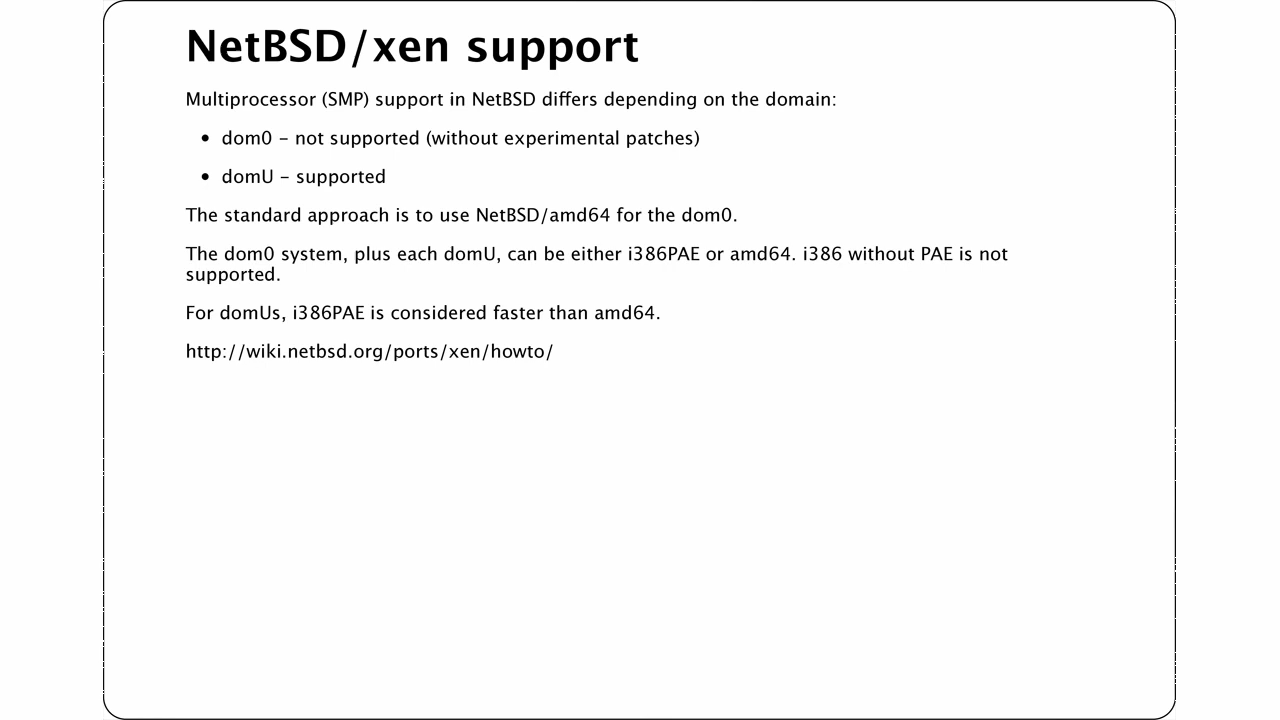 NetBSD/xen support
Multiprocessor (SMP) support in NetBSD differs depending on the domain:
• dom0 – not supported (without experimental patches)
• domU – supported
The standard approach is to use NetBSD/amd64 for the dom0.
The dom0 system, plus each domU, can be either i386PAE or amd64. i386 without PAE is not
supported.
For domUs, i386PAE is considered faster than amd64.
http://wiki.netbsd.org/ports/xen/howto/